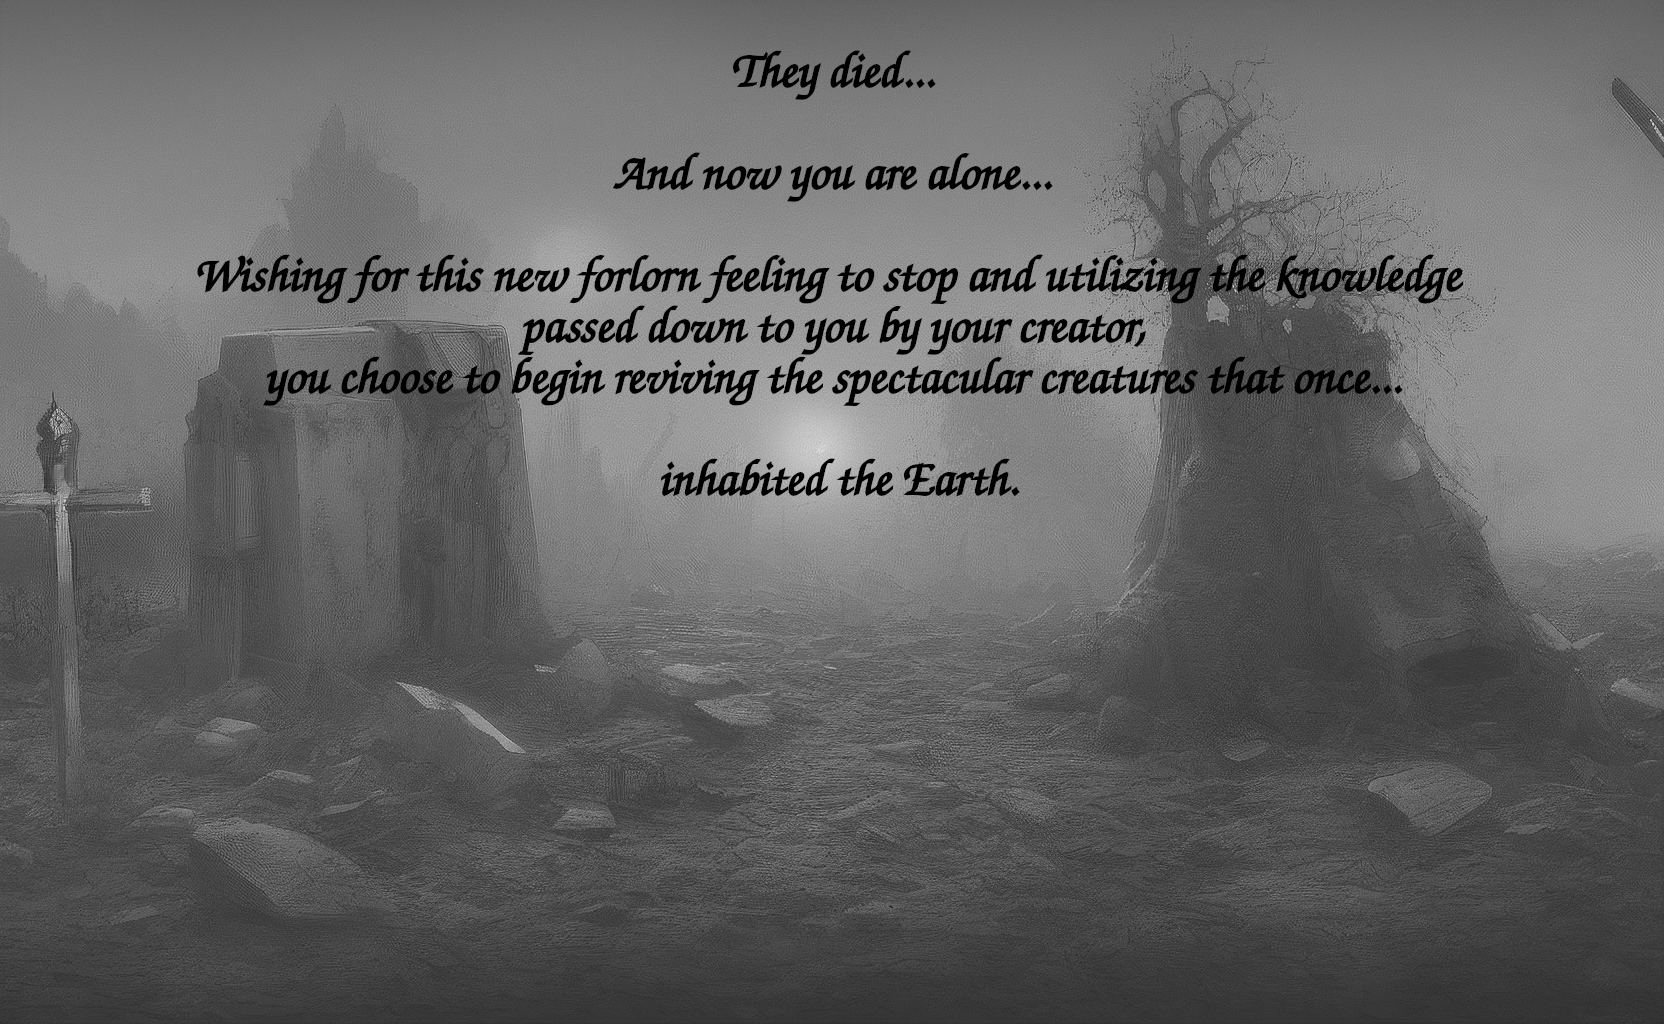 They died...
And now you are alone...
Wishing for this new forlorn feeling to stop and utilizing the knowledge
passed down to you by your creator,
you choose to begin reviving the spectacular creatures that once...
inhabited the Earth.